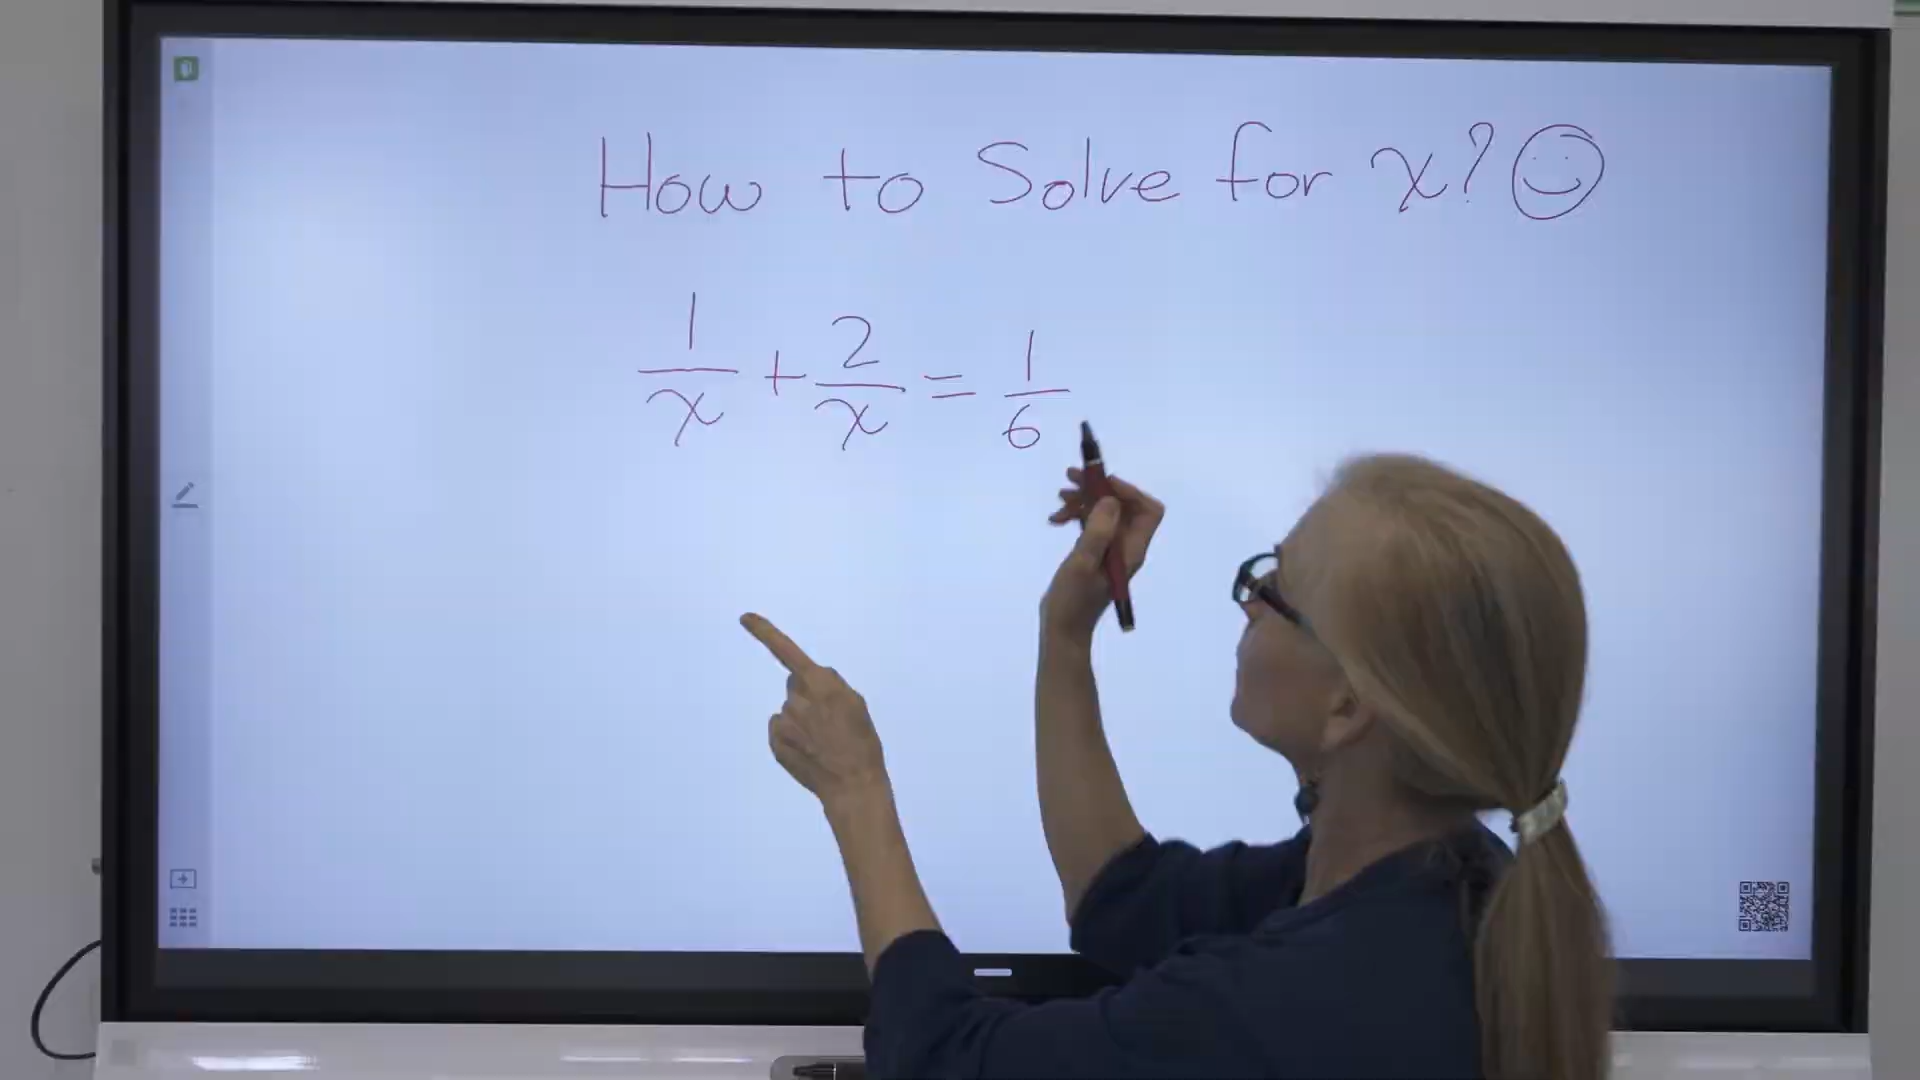 How to Solve for x? ☺
1/x + 2/x = 1/6